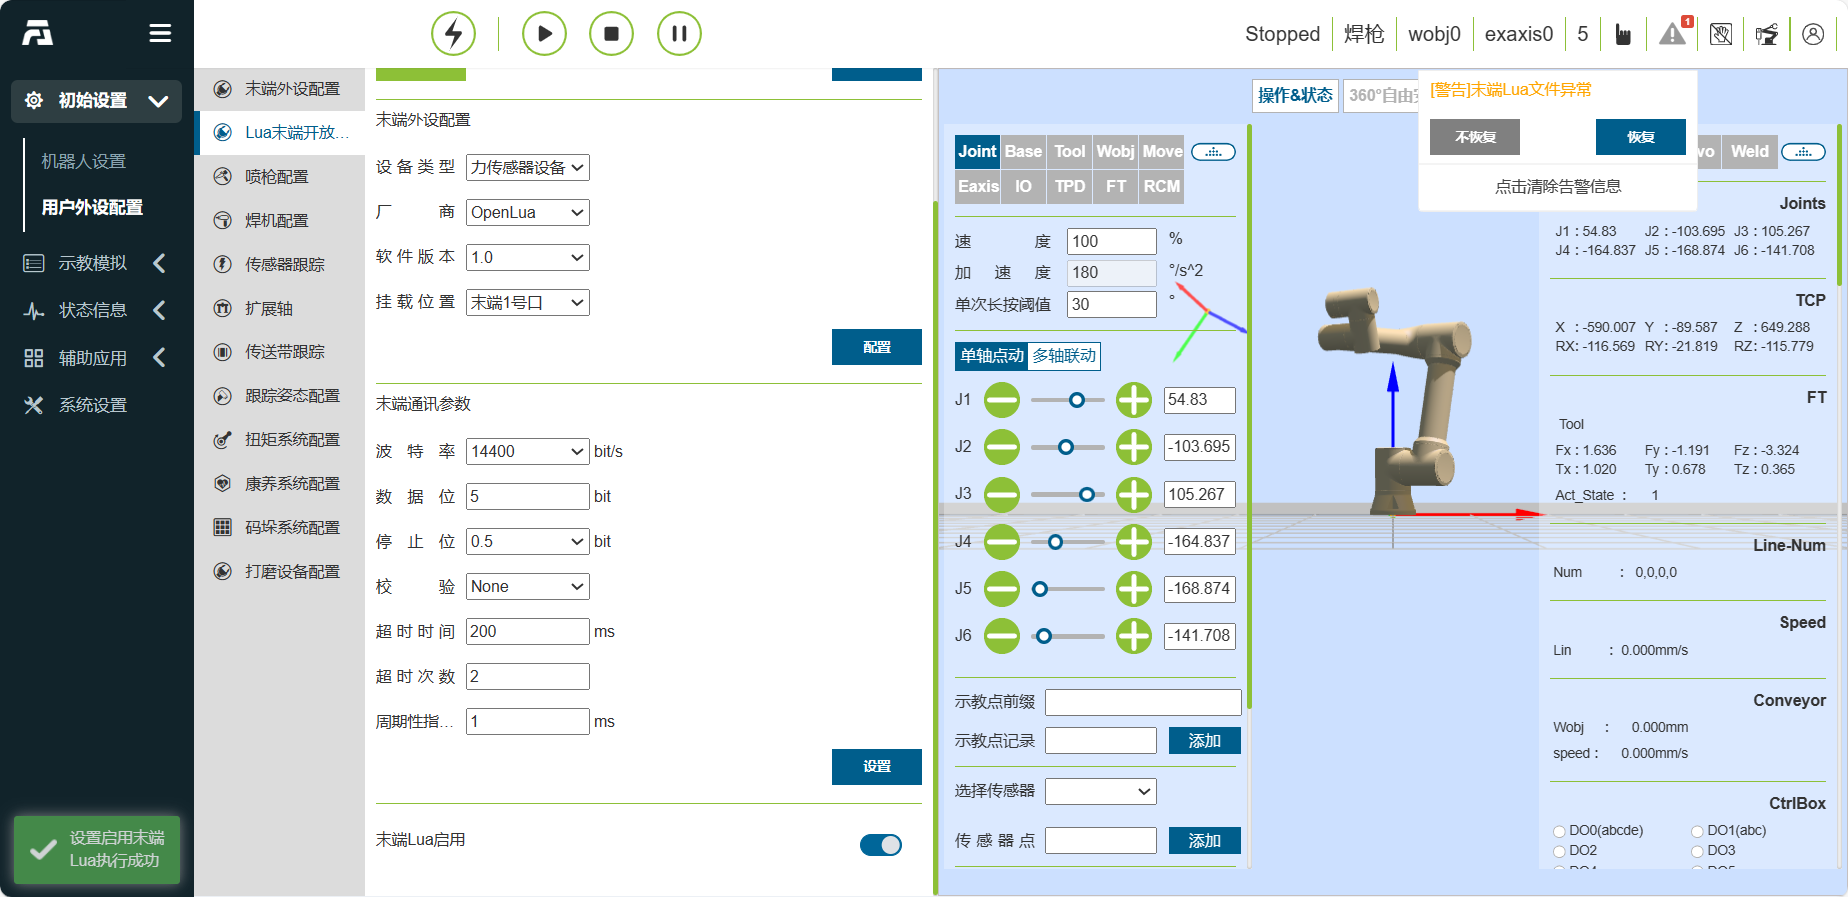 Stopped
焊枪
wobj0
exaxis0
5
1
初始设置
机器人设置
用户外设配置
示教模拟
状态信息
辅助应用
系统设置
设置启用末端
Lua执行成功
末端外设配置
Lua末端开放...
喷枪配置
焊机配置
传感器跟踪
扩展轴
传送带跟踪
跟踪姿态配置
扭矩系统配置
康养系统配置
码垛系统配置
打磨设备配置
末端外设配置
设备类型 力传感器设备
厂商 OpenLua
软件版本 1.0
挂载位置 末端1号口
配置
末端通讯参数
波特率 14400 bit/s
数据位 5 bit
停止位 0.5 bit
校验 None
超时时间 200 ms
超时次数 2
周期性指... 1 ms
设置
末端Lua启用
操作&状态
360°自由
Joint Base Tool Wobj Move
Eaxis IO TPD FT RCM
速度 100 %
加速度 180 °/s^2
单次长按阈值 30 °
单轴点动 多轴联动
J1 54.83
J2 -103.695
J3 105.267
J4 -164.837
J5 -168.874
J6 -141.708
示教点前缀
示教点记录 添加
选择传感器
传感器点 添加
[警告]末端Lua文件异常
不恢复 恢复
点击清除告警信息
vo Weld
Joints
J1 : 54.83 J2 : -103.695 J3 : 105.267
J4 : -164.837 J5 : -168.874 J6 : -141.708
TCP
X : -590.007 Y : -89.587 Z : 649.288
RX: -116.569 RY: -21.819 RZ: -115.779
FT
Tool
Fx : 1.636 Fy : -1.191 Fz : -3.324
Tx : 1.020 Ty : 0.678 Tz : 0.365
Act_State : 1
Line-Num
Num : 0,0,0,0
Speed
Lin : 0.000mm/s
Conveyor
Wobj : 0.000mm
speed : 0.000mm/s
CtrlBox
DO0(abcde) DO1(abc)
DO2 DO3